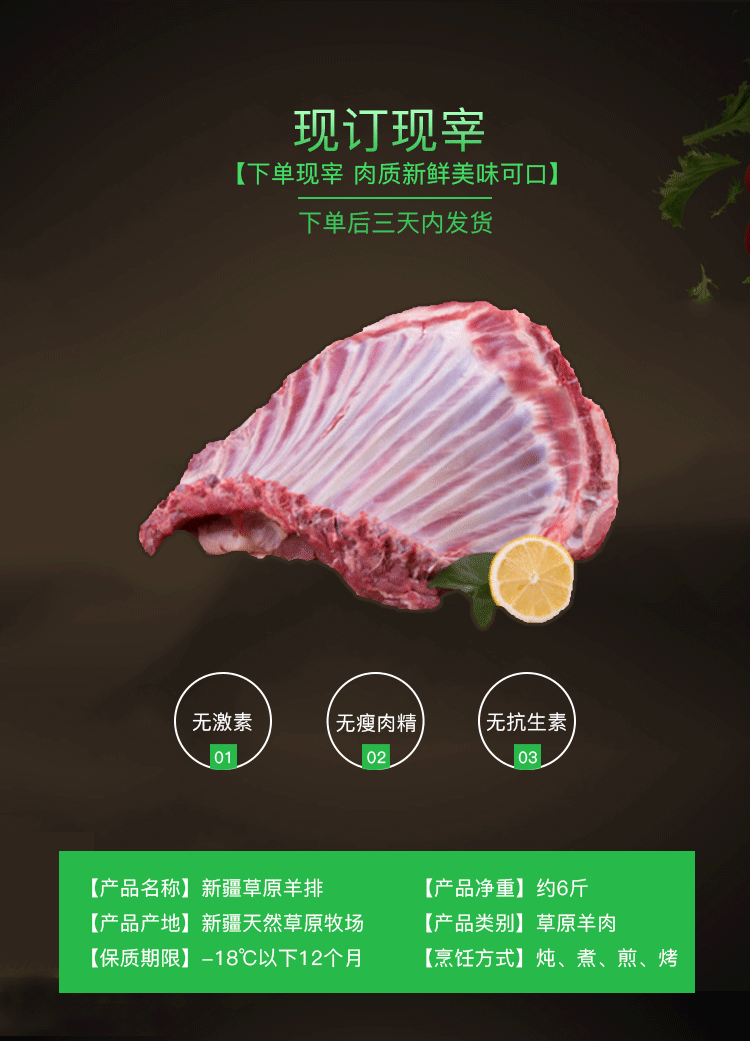 现订现宰
【下单现宰 肉质新鲜美味可口】
下单后三天内发货
无激素
01
无瘦肉精
02
无抗生素
03
【产品名称】新疆草原羊排
【产品净重】约6斤
【产品产地】新疆天然草原牧场
【产品类别】草原羊肉
【保质期限】-18℃以下12个月
【烹饪方式】炖、煮、煎、烤